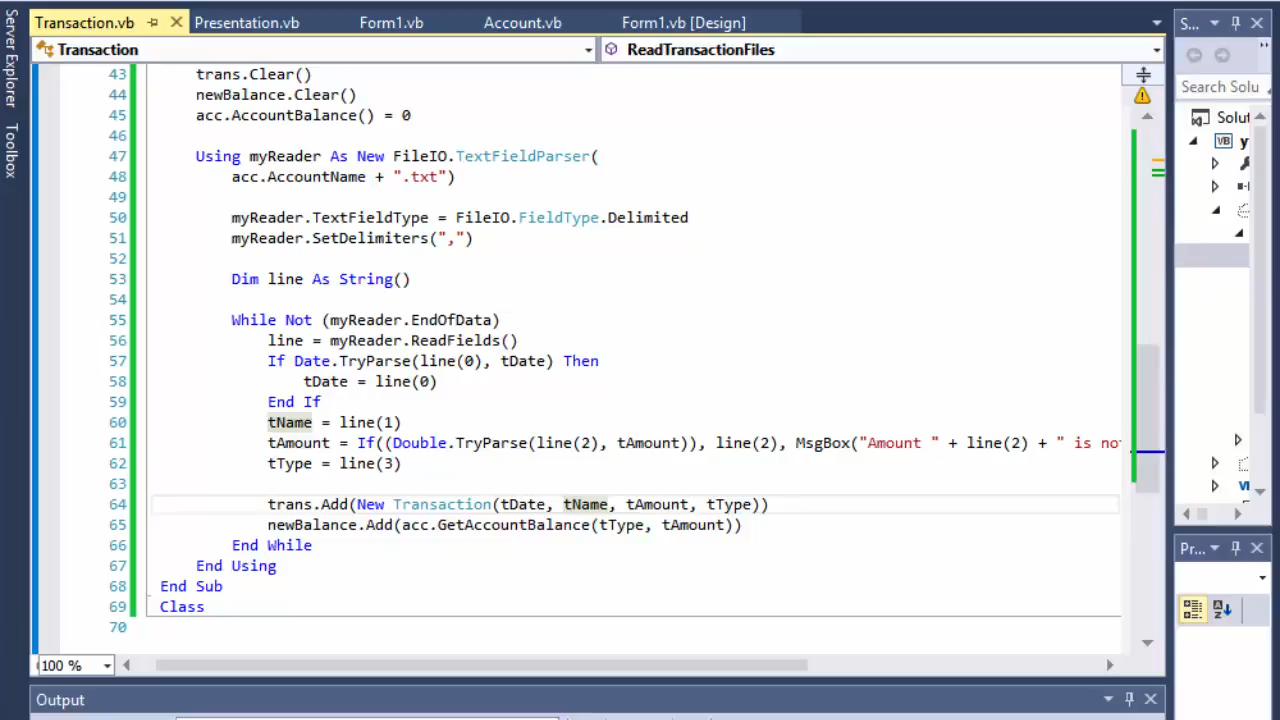 Server Explorer
Toolbox
Transaction.vb
Presentation.vb
Form1.vb
Account.vb
Form1.vb [Design]
Transaction
ReadTransactionFiles
43 trans.Clear()
44 newBalance.Clear()
45 acc.AccountBalance() = 0
46
47 Using myReader As New FileIO.TextFieldParser(
48 acc.AccountName + ".txt")
49
50 myReader.TextFieldType = FileIO.FieldType.Delimited
51 myReader.SetDelimiters(",")
52
53 Dim line As String()
54
55 While Not (myReader.EndOfData)
56 line = myReader.ReadFields()
57 If Date.TryParse(line(0), tDate) Then
58 tDate = line(0)
59 End If
60 tName = line(1)
61 tAmount = If((Double.TryParse(line(2), tAmount)), line(2), MsgBox("Amount " + line(2) + " is no
62 tType = line(3)
63
64 trans.Add(New Transaction(tDate, tName, tAmount, tType))
65 newBalance.Add(acc.GetAccountBalance(tType, tAmount))
66 End While
67 End Using
68 End Sub
69 Class
70
100 %
Output
S...
Search Solu
Solut
VB y
VB
Pr...